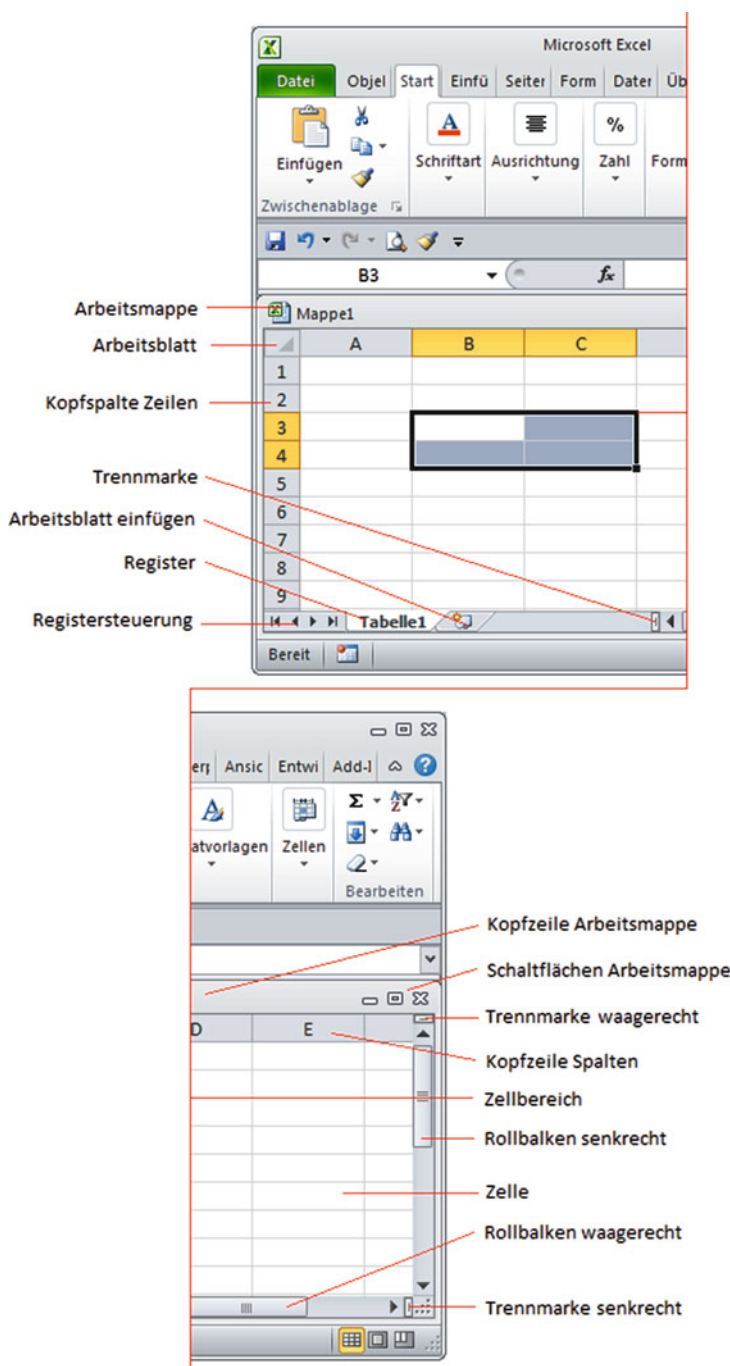 Microsoft Excel
Datei Objel Start Einfü Seiter Form Dater Üb
Einfügen Schriftart Ausrichtung Zahl Form
Zwischenablage
B3 fx
Arbeitsmappe Mappe1
Arbeitsblatt A B C
1
Kopfspalte Zeilen 2
3
4
Trennmarke 5
6
Arbeitsblatt einfügen 7
Register 8
9
Registersteuerung Tabelle1
Bereit
erp Ansic Entwi Add-I
atvorlagen Zellen
Bearbeiten
Kopfzeile Arbeitsmappe
Schaltflächen Arbeitsmappe
Trennmarke waagerecht
D E
Kopfzeile Spalten
Zellbereich
Rollbalken senkrecht
Zelle
Rollbalken waagerecht
Trennmarke senkrecht